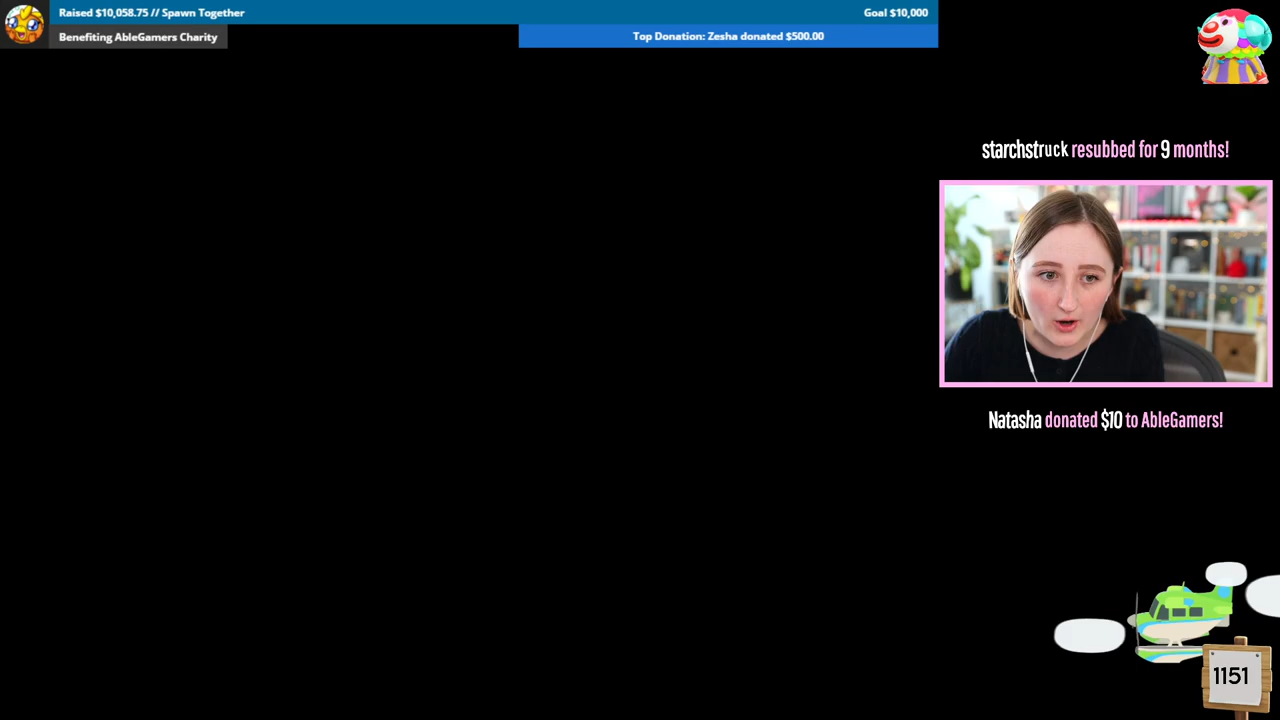 Raised $10,058.75 // Spawn Together
Goal $10,000
Benefiting AbleGamers Charity
Top Donation: Zesha donated $500.00
starchstruck resubbed for 9 months!
Natasha donated $10 to AbleGamers!
1151